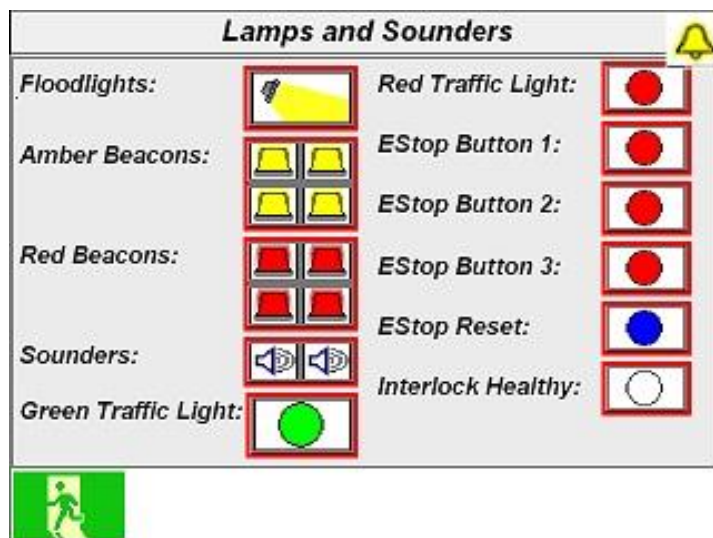 Lamps and Sounders
Floodlights:
Amber Beacons:
Red Beacons:
Sounders:
Green Traffic Light:
Red Traffic Light:
EStop Button 1:
EStop Button 2:
EStop Button 3:
EStop Reset:
Interlock Healthy: